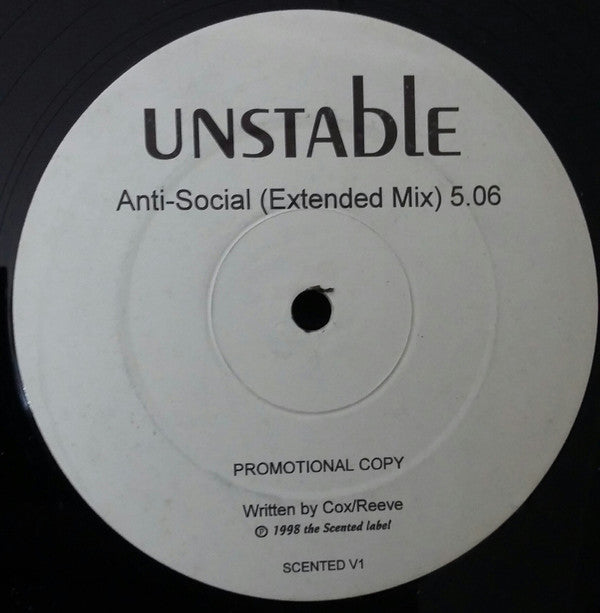 UNSTAblE
Anti-Social (Extended Mix) 5.06
PROMOTIONAL COPY
Written by Cox/Reeve
℗ 1998 the Scented label
SCENTED V1